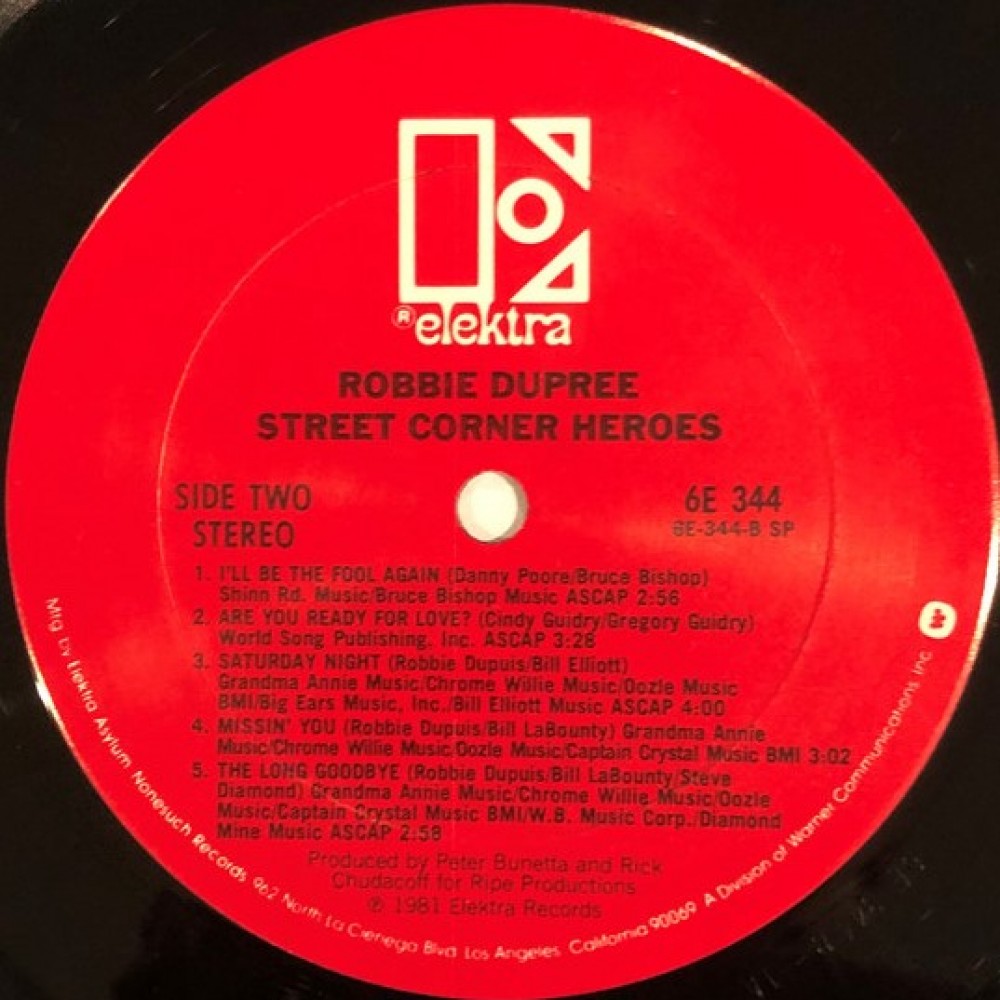 ® elektra
ROBBIE DUPREE
STREET CORNER HEROES
SIDE TWO
STEREO
6E 344
6E-344-B SP
1. I'LL BE THE FOOL AGAIN (Danny Poore/Bruce Bishop)
Shinn Rd. Music/Bruce Bishop Music ASCAP 2:56
2. ARE YOU READY FOR LOVE? (Cindy Guidry/Gregory Guidry)
World Song Publishing, Inc. ASCAP 3:28
3. SATURDAY NIGHT (Robbie Dupuis/Bill Elliott)
Grandma Annie Music/Chrome Willie Music/Oozle Music
BMI/Big Ears Music, Inc./Bill Elliott Music ASCAP 4:00
4. MISSIN' YOU (Robbie Dupuis/Bill LaBounty) Grandma Annie
Music/Chrome Willie Music/Oozle Music/Captain Crystal Music BMI 3:02
5. THE LONG GOODBYE (Robbie Dupuis/Bill LaBounty/Steve
Diamond) Grandma Annie Music/Chrome Willie Music/Oozle
Music/Captain Crystal Music BMI/W.B. Music Corp./Diamond
Mine Music ASCAP 2:58
Produced by Peter Bunetta and Rick
Chudacoff for Ripe Productions
℗ 1981 Elektra Records
Mfg by Elektra Asylum Nonesuch Records 962 North La Cienega Blvd Los Angeles, California 90069 A Division of Warner Communications Inc